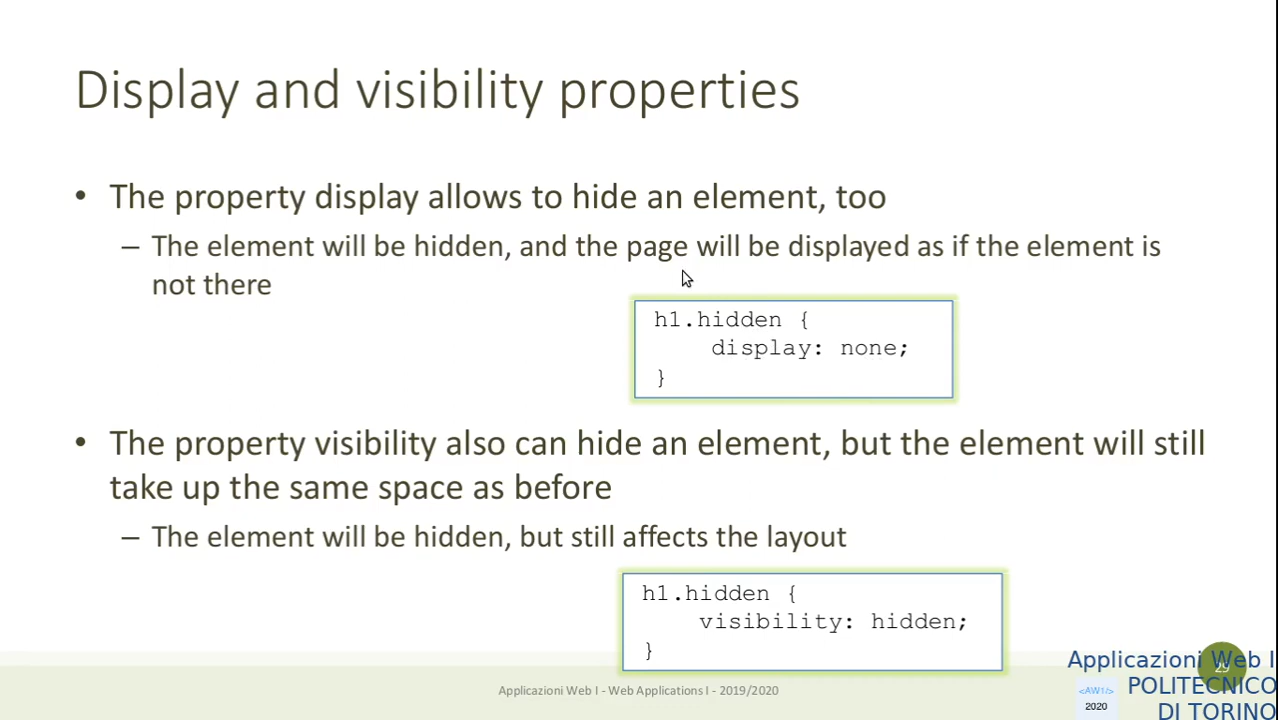 Display and visibility properties
• The property display allows to hide an element, too
– The element will be hidden, and the page will be displayed as if the element is
not there
h1.hidden {
display: none;
}
• The property visibility also can hide an element, but the element will still
take up the same space as before
– The element will be hidden, but still affects the layout
h1.hidden {
visibility: hidden;
}
Applicazioni Web I - Web Applications I - 2019/2020
29
Applicazioni Web I
POLITECNICO
DI TORINO
<AW1/>
2020